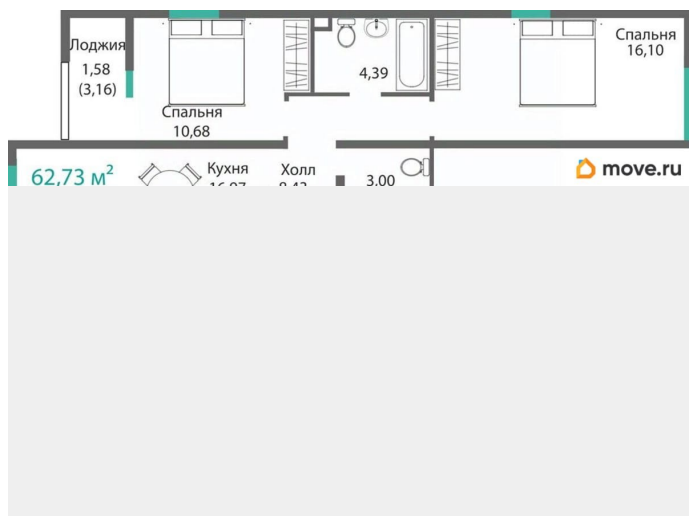 Лоджия
1,58
(3,16)
Спальня
10,68
4,39
Спальня
16,10
62,73 м²
Кухня
Холл
3,00
move.ru